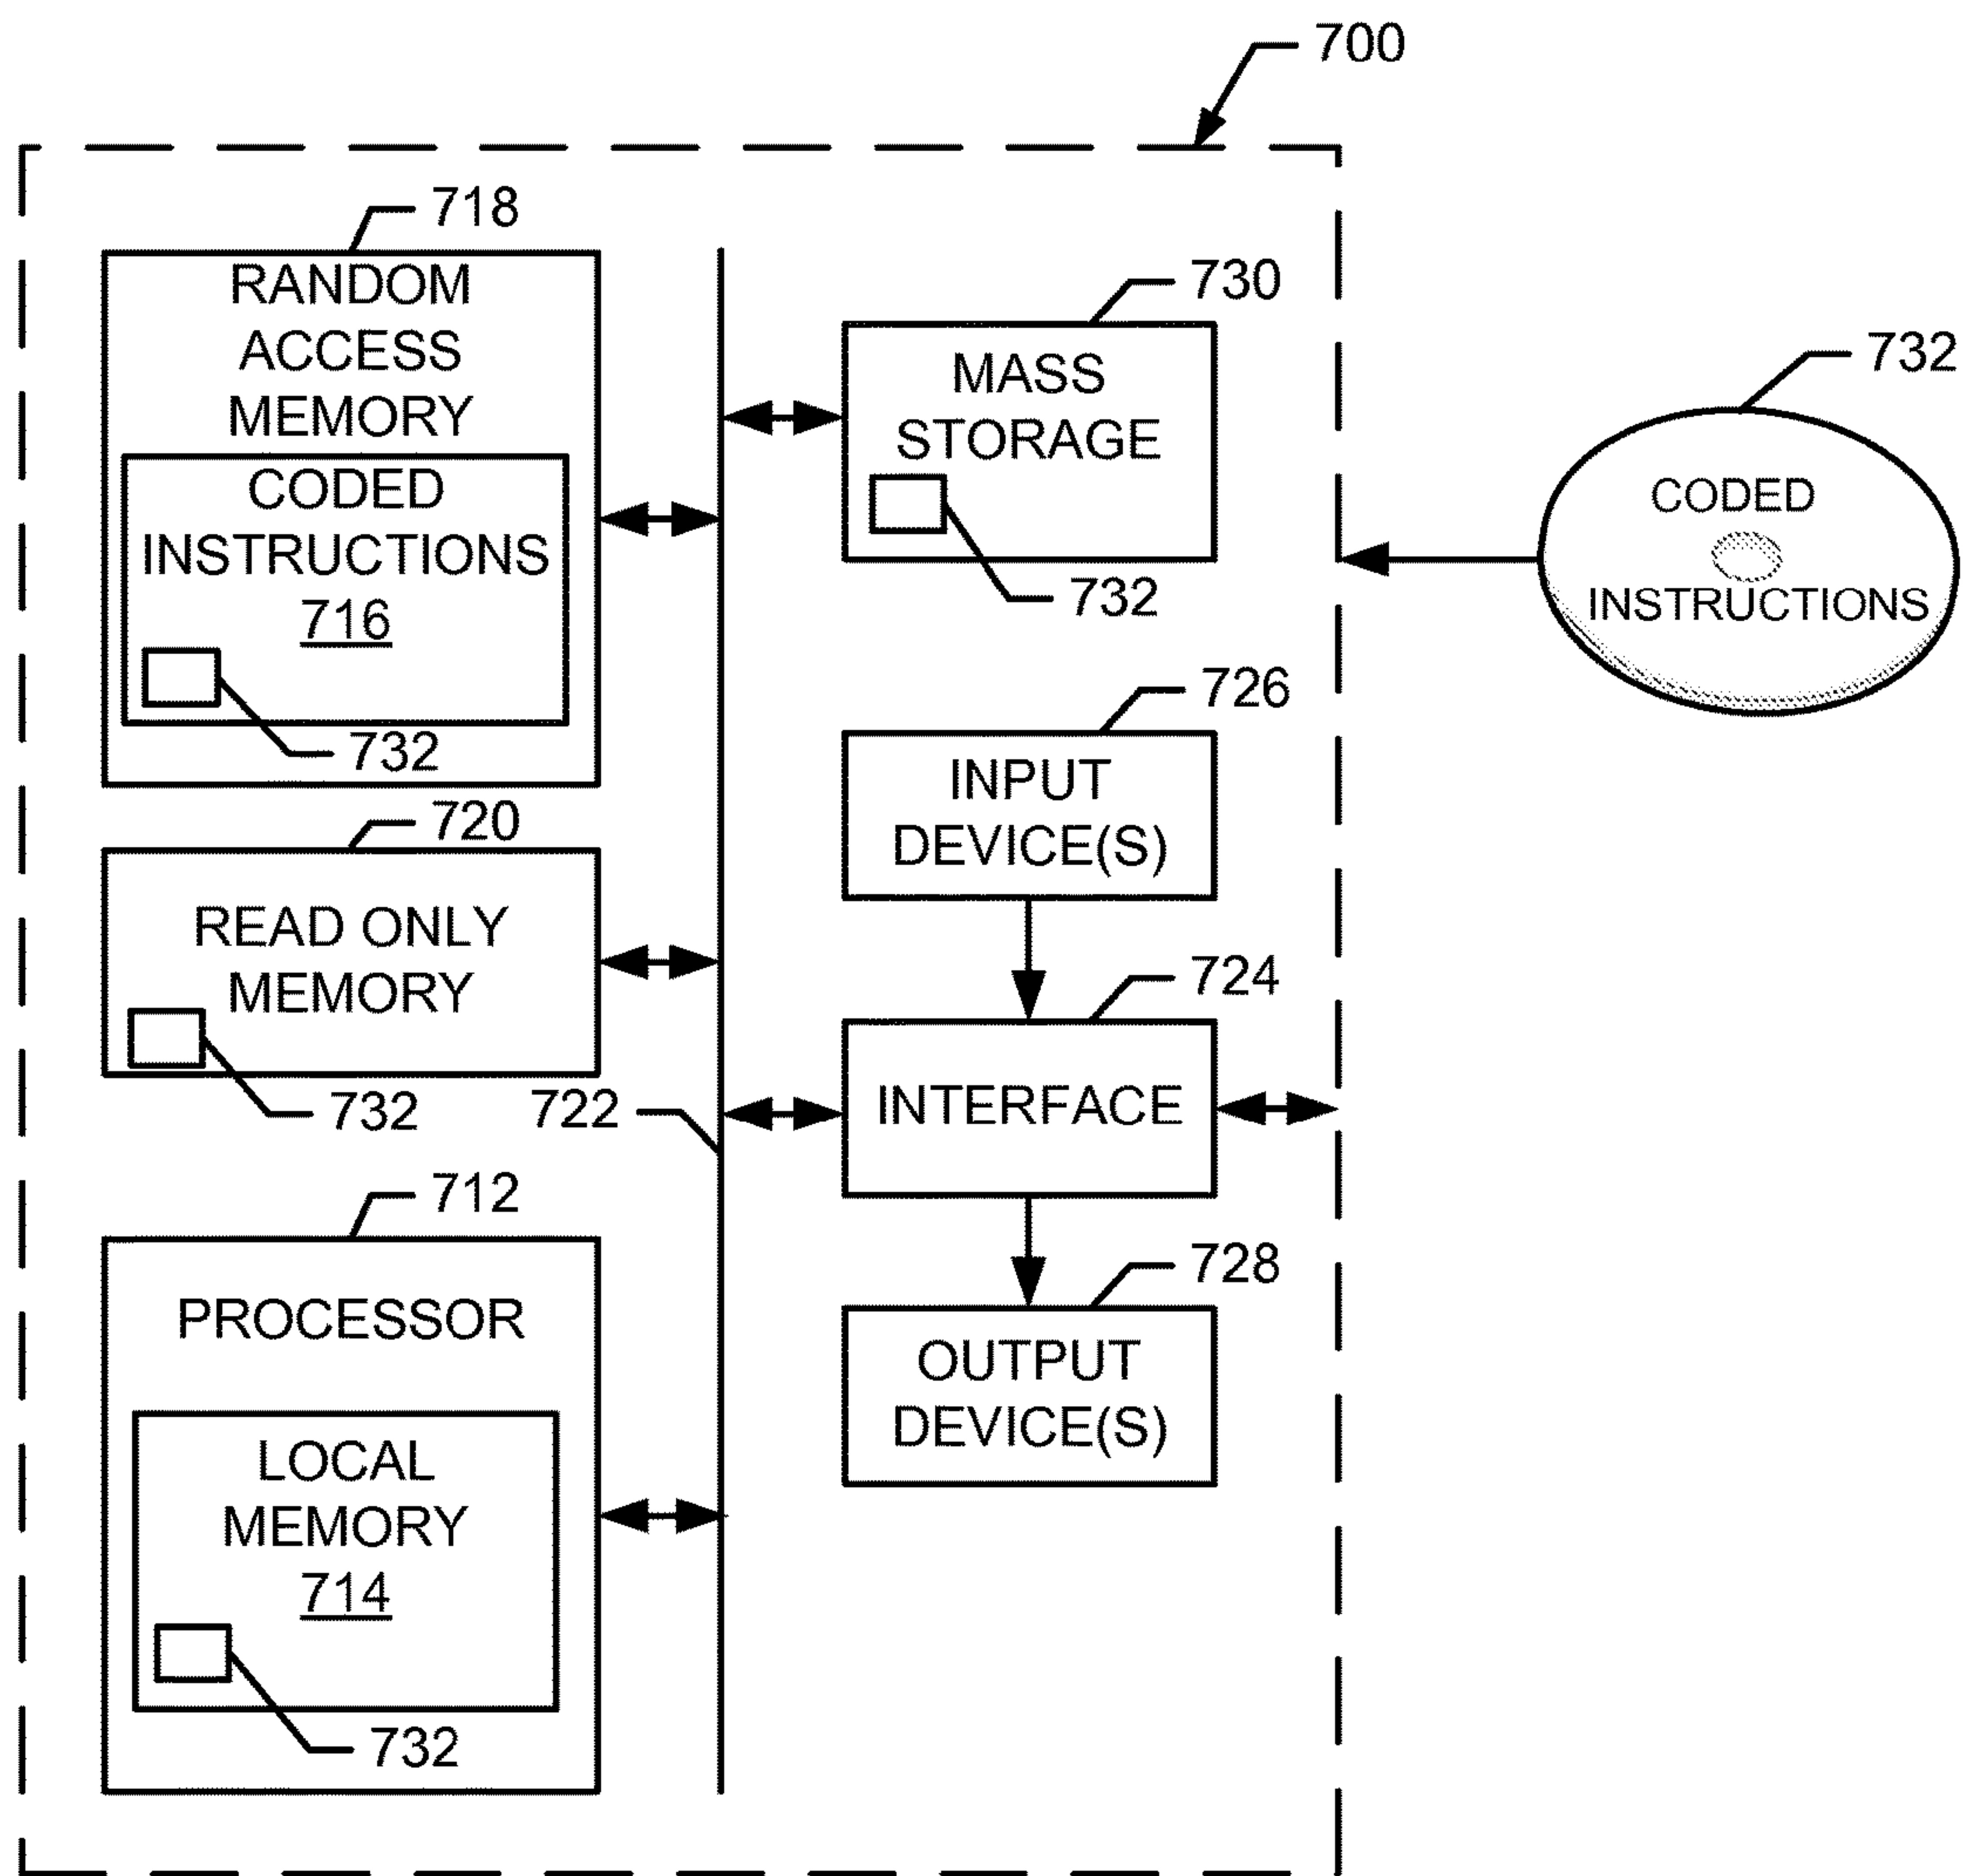 700
718
RANDOM
ACCESS
MEMORY
CODED
INSTRUCTIONS
716
732
730
MASS
STORAGE
732
732
CODED
INSTRUCTIONS
726
INPUT
DEVICE(S)
720
READ ONLY
MEMORY
732
722
724
INTERFACE
712
PROCESSOR
LOCAL
MEMORY
714
732
728
OUTPUT
DEVICE(S)